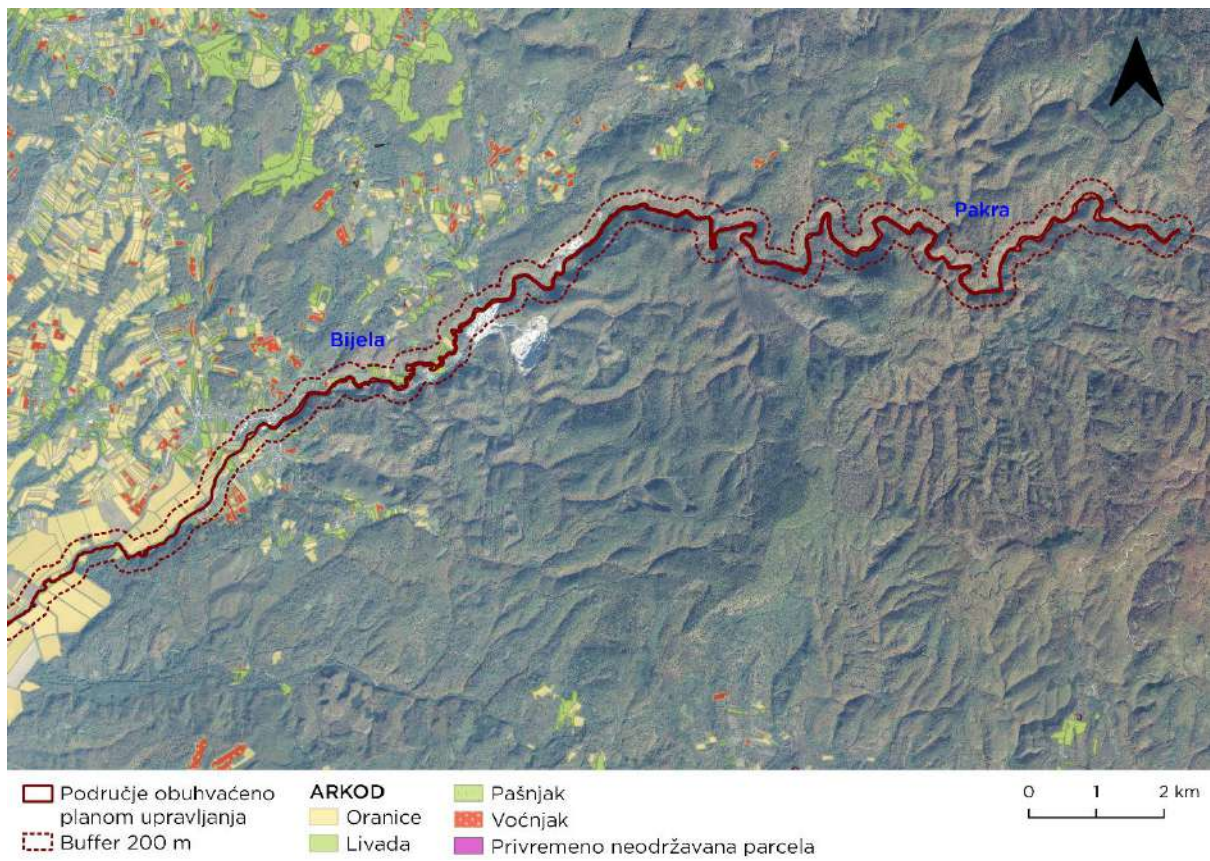 Pakra
Bijela
Područje obuhvaćeno
planom upravljanja
Buffer 200 m
ARKOD
Oranice
Livada
Pašnjak
Voćnjak
Privremeno neodržavana parcela
0 1 2 km